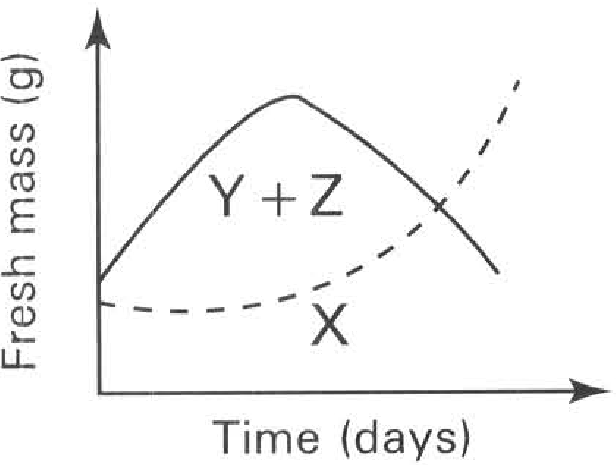 Fresh mass (g)
Y + Z
X
Time (days)